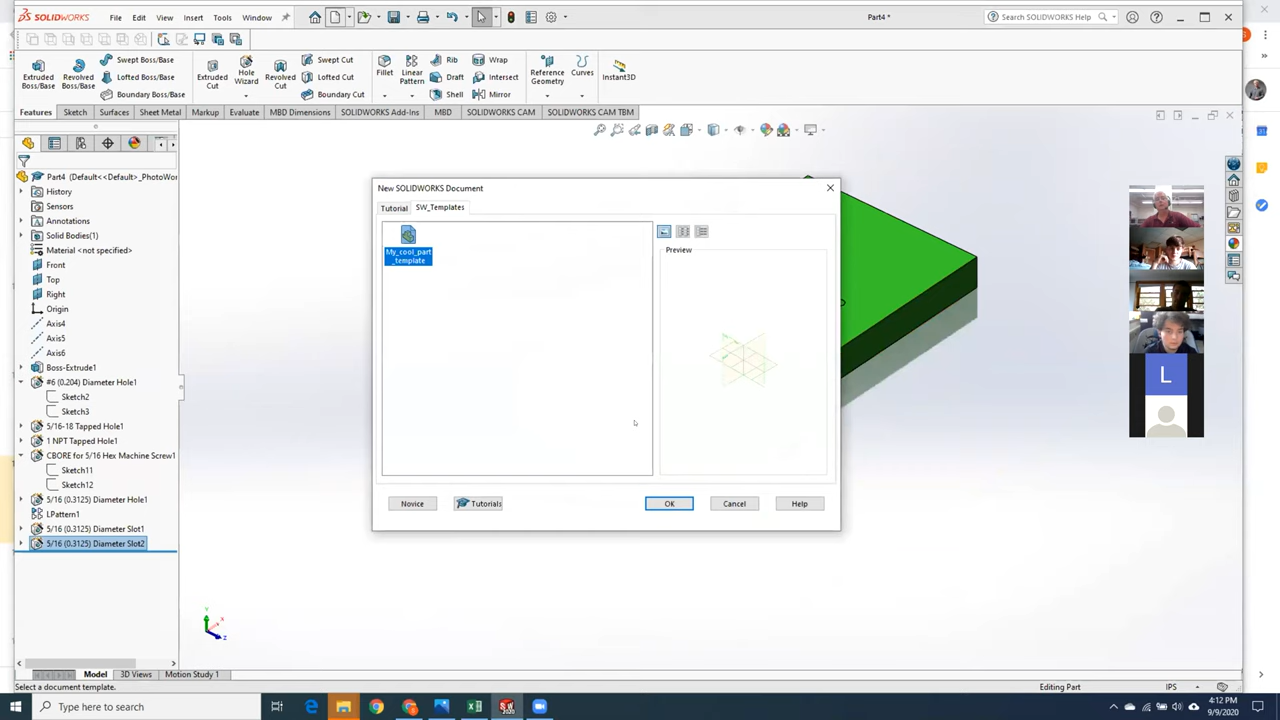 SOLIDWORKS File Edit View Insert Tools Window Part4 * Search SOLIDWORKS Help
Extruded Boss/Base
Revolved Boss/Base
Swept Boss/Base
Lofted Boss/Base
Boundary Boss/Base
Extruded Cut
Hole Wizard
Revolved Cut
Swept Cut
Lofted Cut
Boundary Cut
Fillet
Linear Pattern
Rib
Draft
Shell
Wrap
Intersect
Mirror
Reference Geometry
Curves
Instant3D
Features Sketch Surfaces Sheet Metal Markup Evaluate MBD Dimensions SOLIDWORKS Add-Ins MBD SOLIDWORKS CAM SOLIDWORKS CAM TBM
Part4 (Default<<Default>_PhotoWor
History
Sensors
Annotations
Solid Bodies(1)
Material <not specified>
Front
Top
Right
Origin
Axis4
Axis5
Axis6
Boss-Extrude1
#6 (0.204) Diameter Hole1
Sketch2
Sketch3
5/16-18 Tapped Hole1
1 NPT Tapped Hole1
CBORE for 5/16 Hex Machine Screw1
Sketch11
Sketch12
5/16 (0.3125) Diameter Hole1
LPattern1
5/16 (0.3125) Diameter Slot1
5/16 (0.3125) Diameter Slot2
New SOLIDWORKS Document
Tutorial SW_Templates
My_cool_part
_template
Preview
Novice Tutorials OK Cancel Help
L
Y
X
Z
Model 3D Views Motion Study 1
Select a document template. Editing Part IPS
Type here to search
4:12 PM
9/9/2020